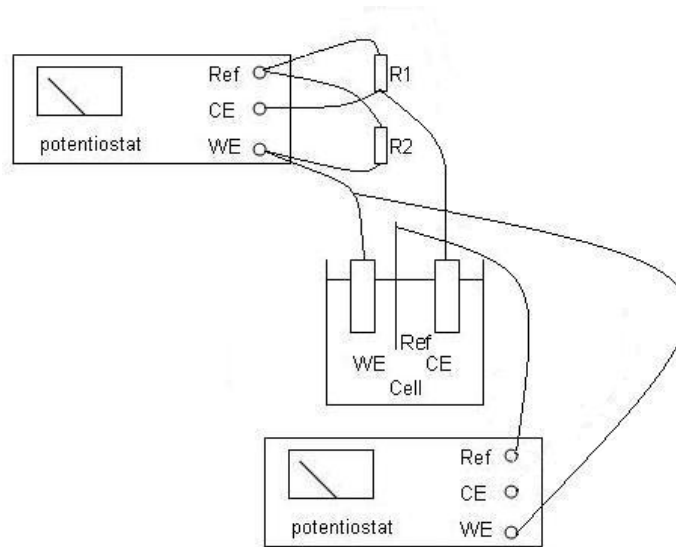 Ref
R1
CE
potentiostat
WE
R2
Ref
WE
CE
Cell
Ref
CE
potentiostat
WE